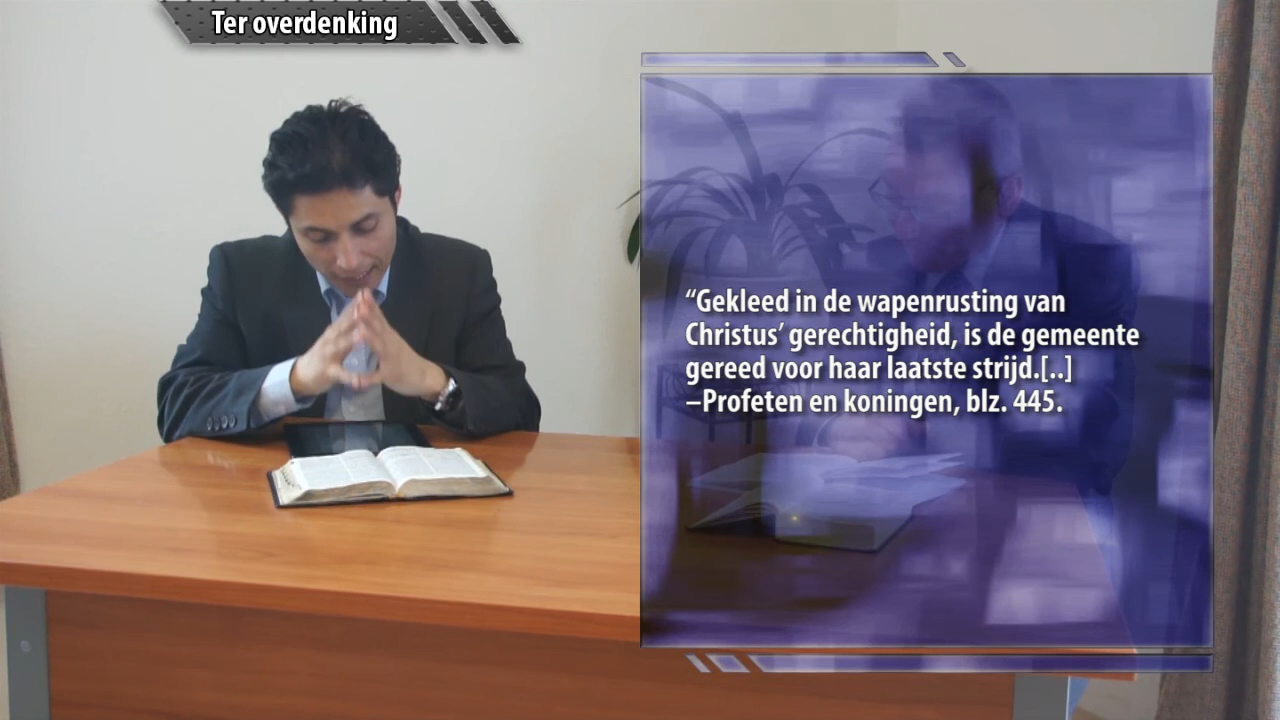 Ter overdenking
“Gekleed in de wapenrusting van
Christus’ gerechtigheid, is de gemeente
gereed voor haar laatste strijd.[..]
–Profeten en koningen, blz. 445.